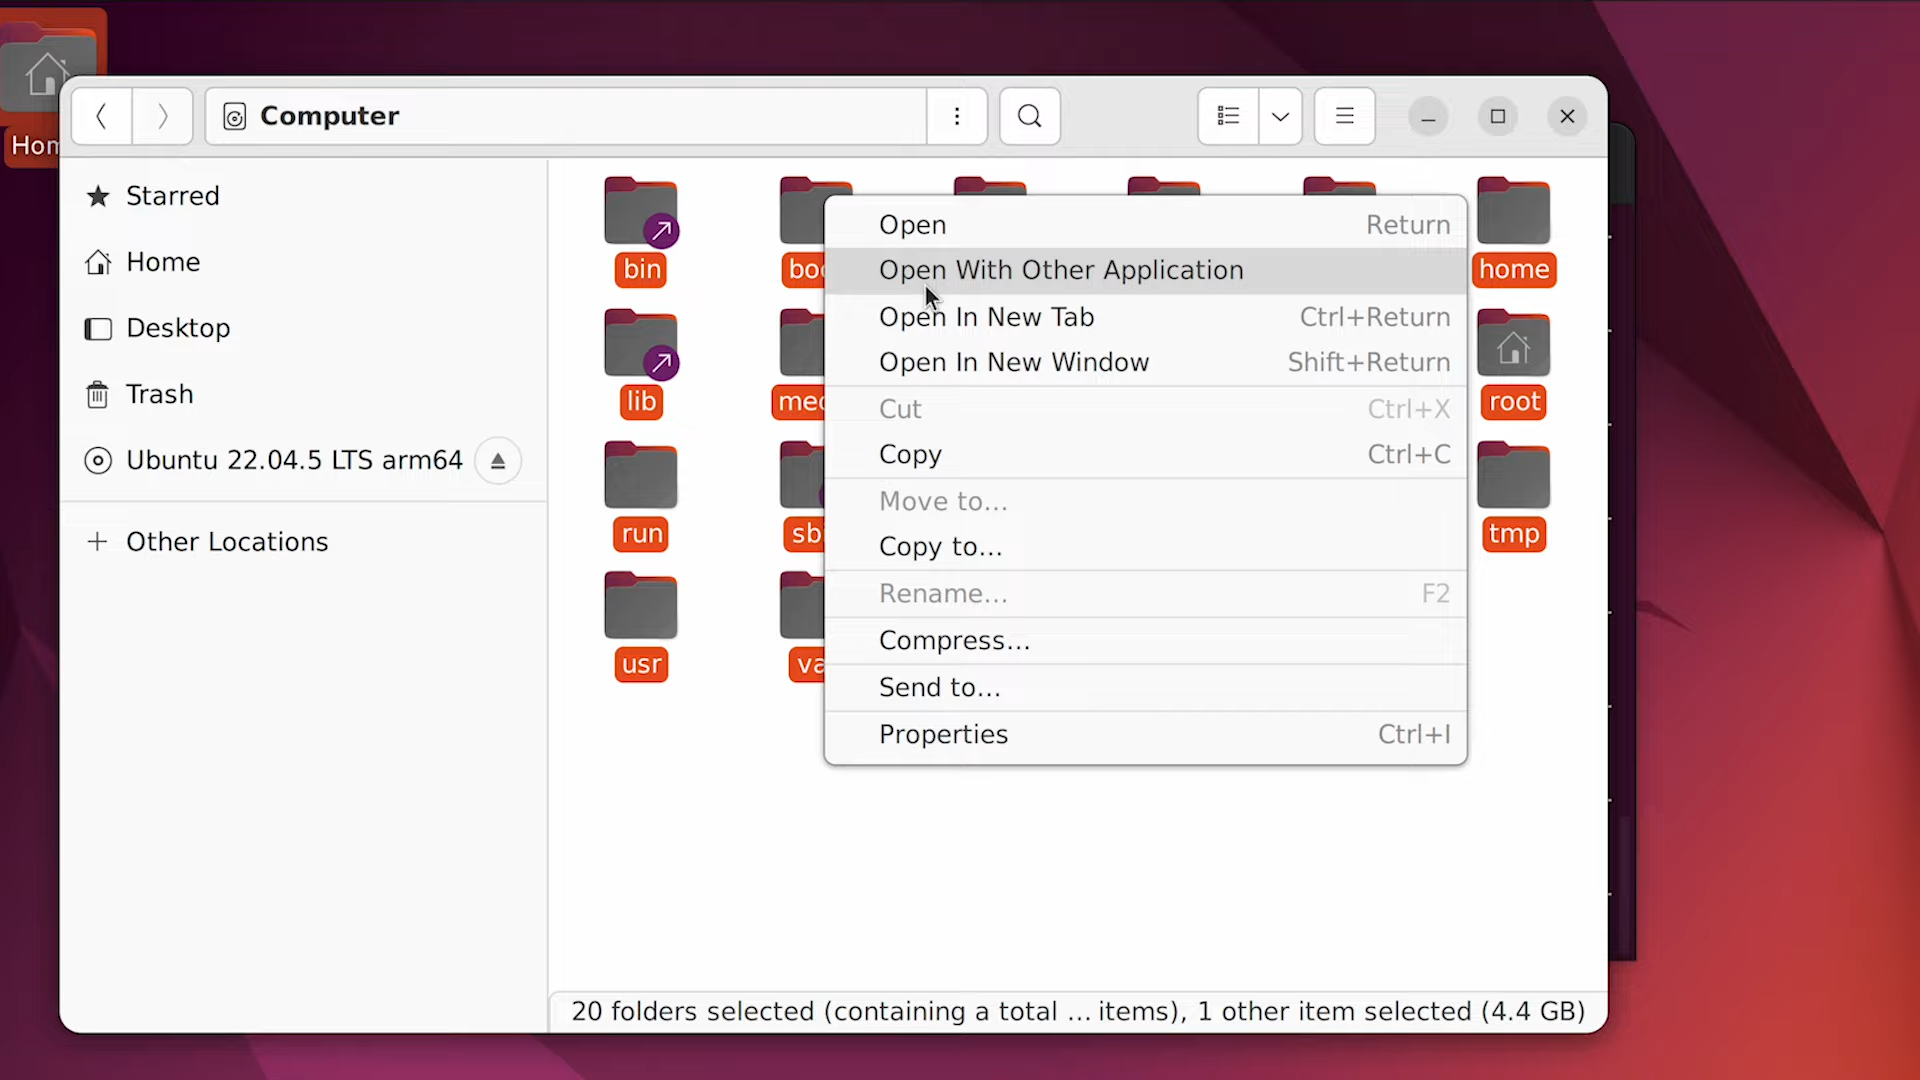 Computer
Starred
Home
Desktop
Trash
Ubuntu 22.04.5 LTS arm64
Other Locations
bin
home
lib
root
run
tmp
usr
Open Return
Open With Other Application
Open In New Tab Ctrl+Return
Open In New Window Shift+Return
Cut Ctrl+X
Copy Ctrl+C
Move to...
Copy to...
Rename... F2
Compress...
Send to...
Properties Ctrl+I
20 folders selected (containing a total ... items), 1 other item selected (4.4 GB)